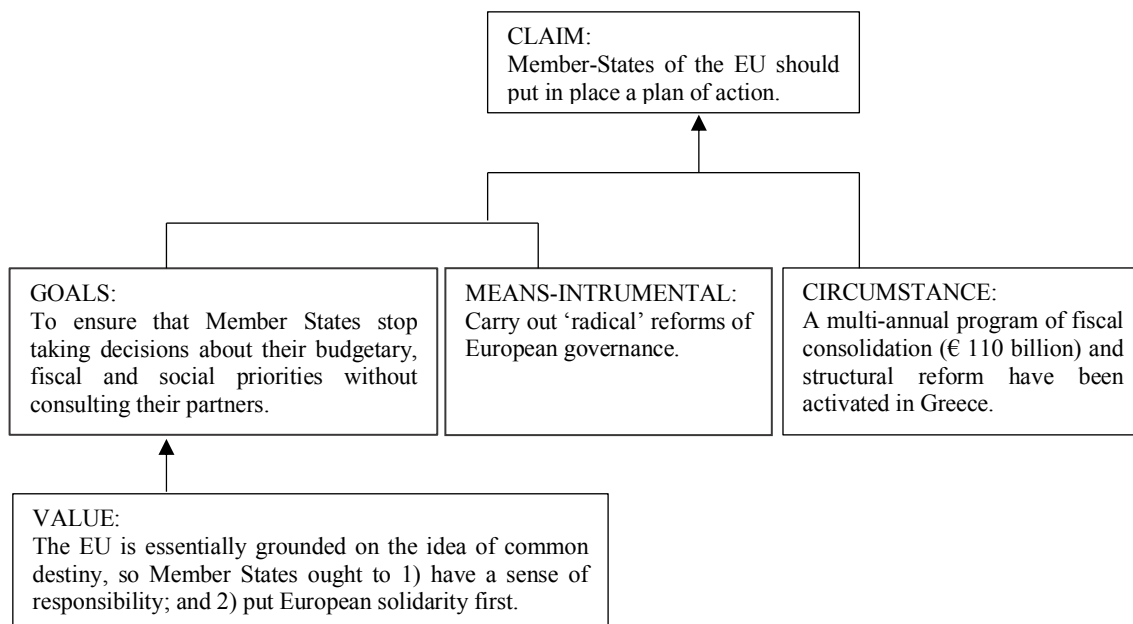 CLAIM:
Member-States of the EU should
put in place a plan of action.
GOALS:
To ensure that Member States stop
taking decisions about their budgetary,
fiscal and social priorities without
consulting their partners.
MEANS-INTRUMENTAL:
Carry out ‘radical’ reforms of
European governance.
CIRCUMSTANCE:
A multi-annual program of fiscal
consolidation (€ 110 billion) and
structural reform have been
activated in Greece.
VALUE:
The EU is essentially grounded on the idea of common
destiny, so Member States ought to 1) have a sense of
responsibility; and 2) put European solidarity first.